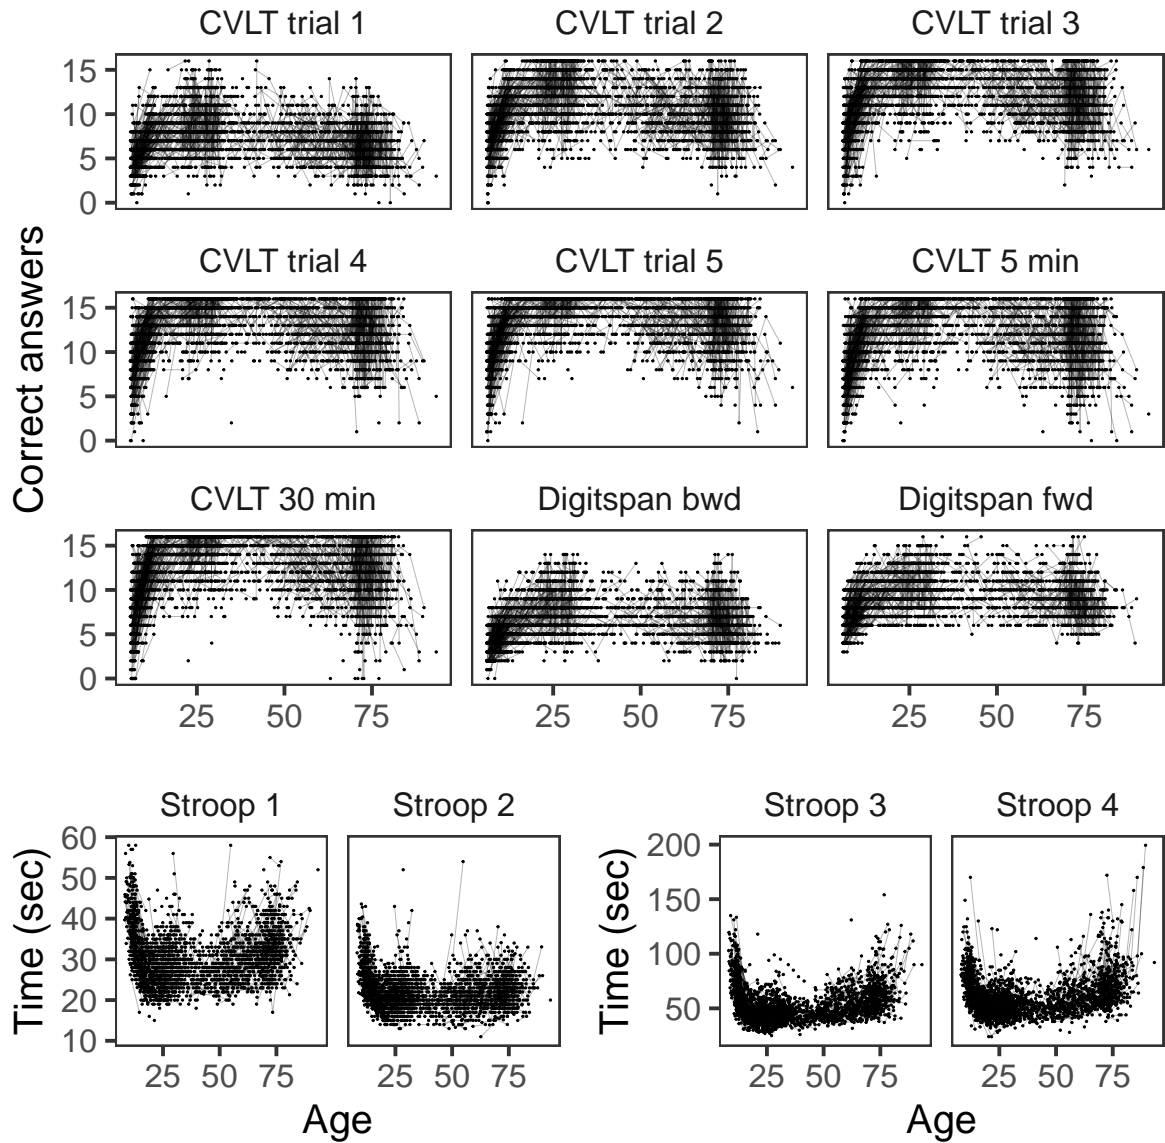 CVLT trial 1 CVLT trial 2 CVLT trial 3
15
10
5
0
CVLT trial 4 CVLT trial 5 CVLT 5 min
Correct answers
15
10
5
0
CVLT 30 min Digitspan bwd Digitspan fwd
15
10
5
0
25 50 75 25 50 75 25 50 75
Stroop 1 Stroop 2 Stroop 3 Stroop 4
Time (sec)
60
50
40
30
20
10
Time (sec)
200
150
100
50
25 50 75 25 50 75 25 50 75 25 50 75
Age Age